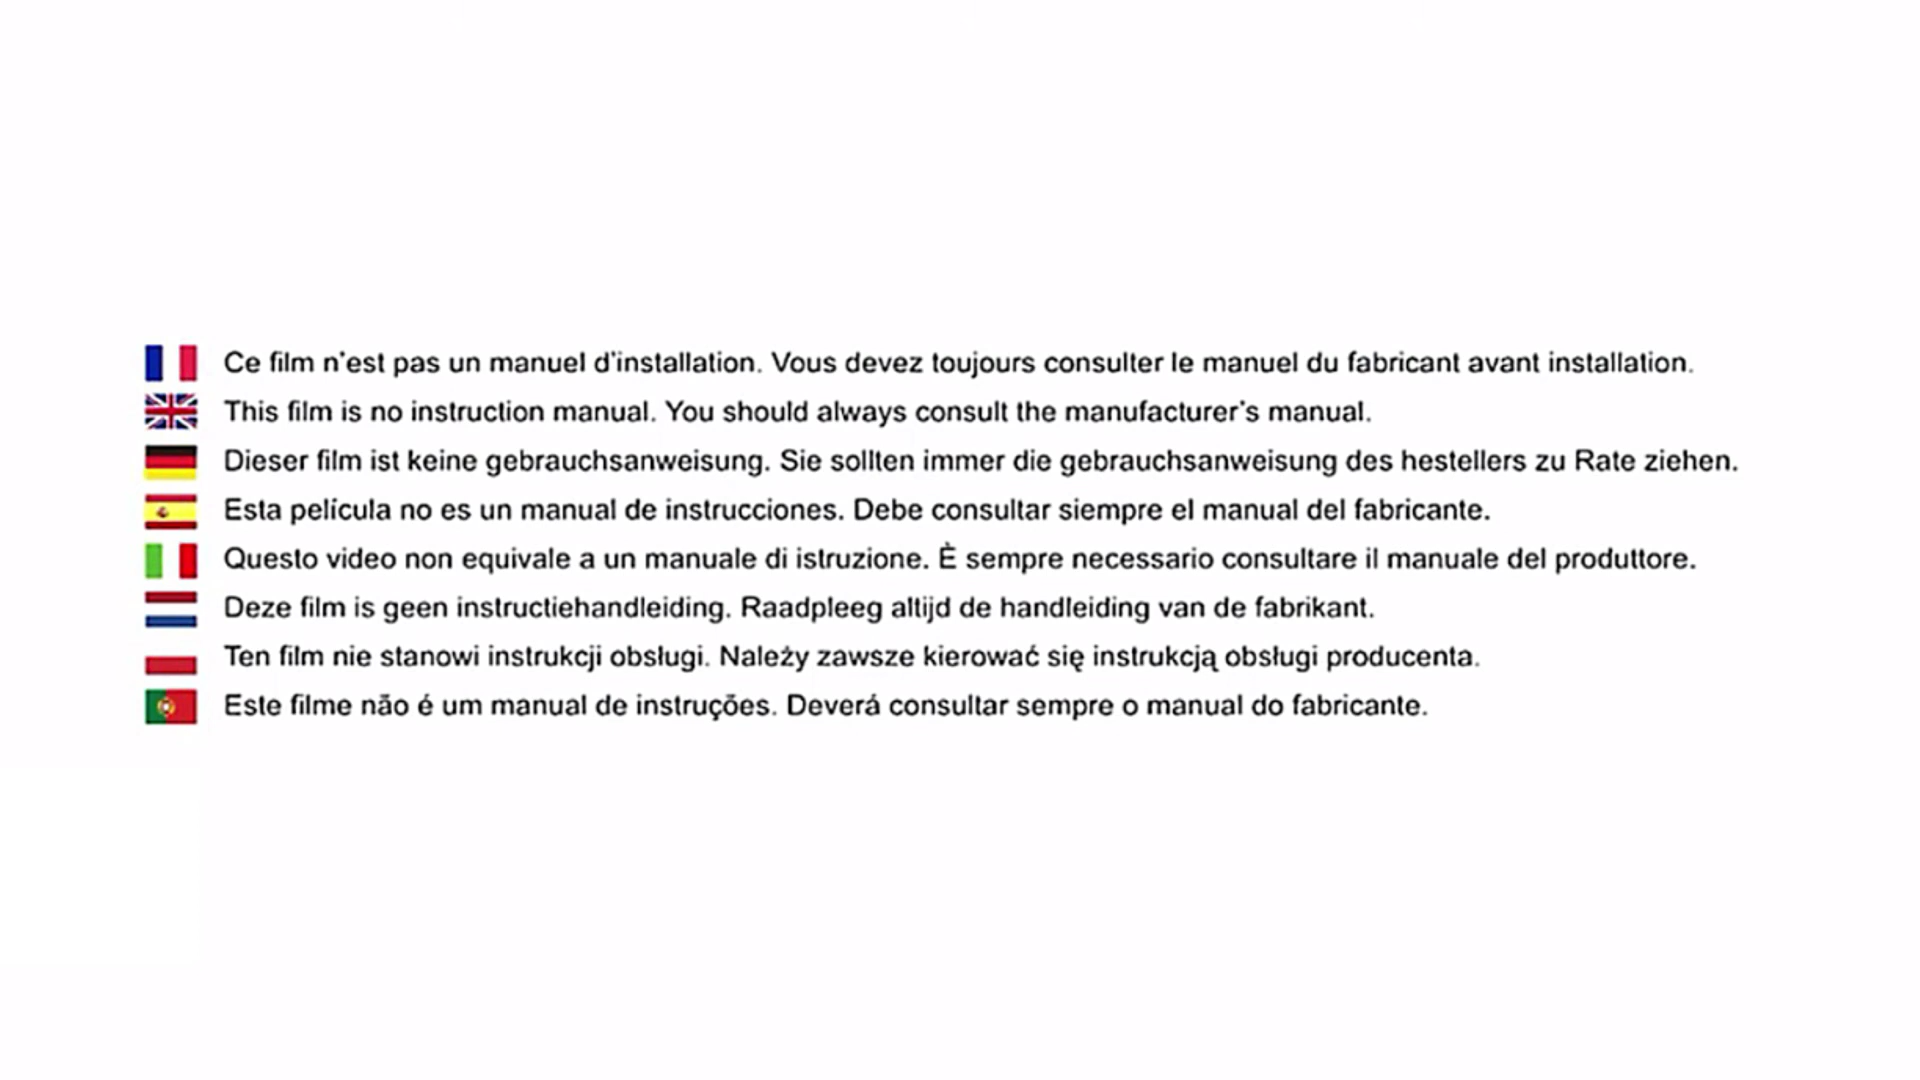 Ce film n'est pas un manuel d'installation. Vous devez toujours consulter le manuel du fabricant avant installation.
This film is no instruction manual. You should always consult the manufacturer's manual.
Dieser film ist keine gebrauchsanweisung. Sie sollten immer die gebrauchsanweisung des hestellers zu Rate ziehen.
Esta película no es un manual de instrucciones. Debe consultar siempre el manual del fabricante.
Questo video non equivale a un manuale di istruzione. È sempre necessario consultare il manuale del produttore.
Deze film is geen instructiehandleiding. Raadpleeg altijd de handleiding van de fabrikant.
Ten film nie stanowi instrukcji obsługi. Należy zawsze kierować się instrukcją obsługi producenta.
Este filme não é um manual de instruções. Deverá consultar sempre o manual do fabricante.